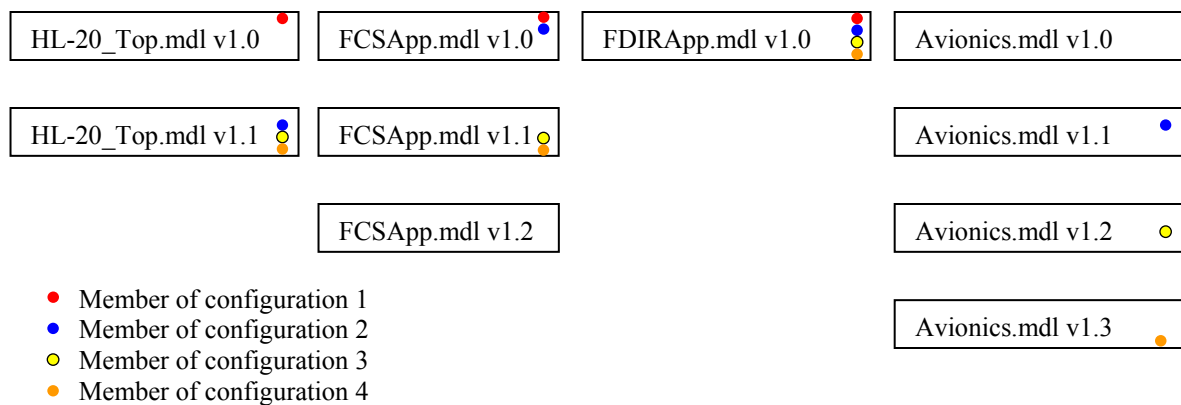 HL-20_Top.mdl v1.0
FCSApp.mdl v1.0
FDIRApp.mdl v1.0
Avionics.mdl v1.0
HL-20_Top.mdl v1.1
FCSApp.mdl v1.1
Avionics.mdl v1.1
FCSApp.mdl v1.2
Avionics.mdl v1.2
Avionics.mdl v1.3
Member of configuration 1
Member of configuration 2
Member of configuration 3
Member of configuration 4